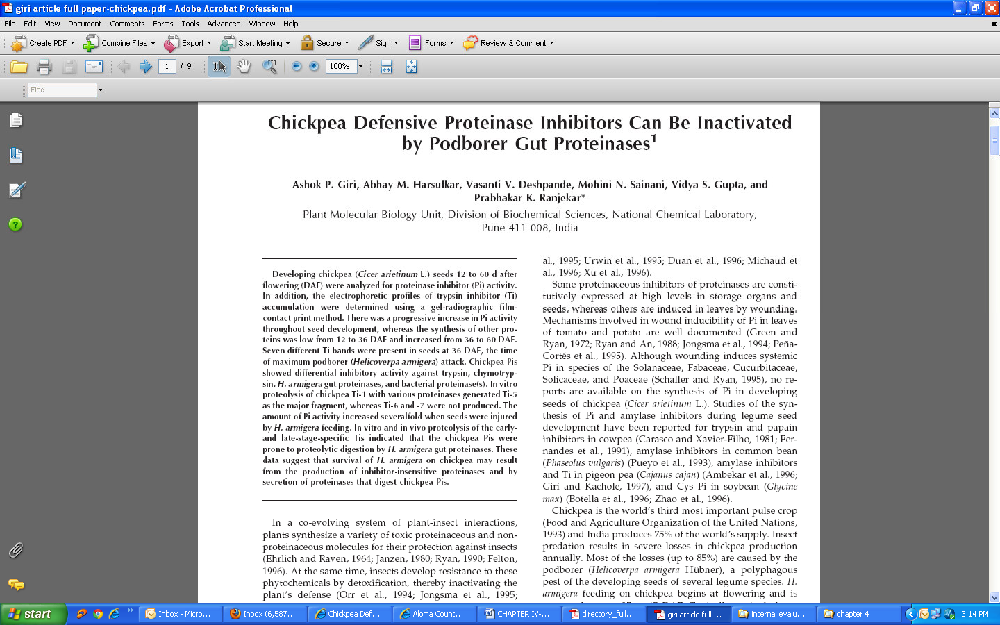 giri article full paper-chickpea.pdf - Adobe Acrobat Professional
File Edit View Document Comments Forms Tools Advanced Window Help
Create PDF Combine Files Export Start Meeting Secure Sign Forms Review & Comment
1 / 9 100%
Find
Chickpea Defensive Proteinase Inhibitors Can Be Inactivated
by Podborer Gut Proteinases1
Ashok P. Giri, Abhay M. Harsulkar, Vasanti V. Deshpande, Mohini N. Sainani, Vidya S. Gupta, and
Prabhakar K. Ranjekar*
Plant Molecular Biology Unit, Division of Biochemical Sciences, National Chemical Laboratory,
Pune 411 008, India
Developing chickpea (Cicer arietinum L.) seeds 12 to 60 d after
flowering (DAF) were analyzed for proteinase inhibitor (Pi) activity.
In addition, the electrophoretic profiles of trypsin inhibitor (Ti)
accumulation were determined using a gel-radiographic film-
contact print method. There was a progressive increase in Pi activity
throughout seed development, whereas the synthesis of other pro-
teins was low from 12 to 36 DAF and increased from 36 to 60 DAF.
Seven different Ti bands were present in seeds at 36 DAF, the time
of maximum podborer (Helicoverpa armigera) attack. Chickpea Pis
showed differential inhibitory activity against trypsin, chymotryp-
sin, H. armigera gut proteinases, and bacterial proteinase(s). In vitro
proteolysis of chickpea Ti-1 with various proteinases generated Ti-5
as the major fragment, whereas Ti-6 and -7 were not produced. The
amount of Pi activity increased severalfold when seeds were injured
by H. armigera feeding. In vitro and in vivo proteolysis of the early-
and late-stage-specific Tis indicated that the chickpea Pis were
prone to proteolytic digestion by H. armigera gut proteinases. These
data suggest that survival of H. armigera on chickpea may result
from the production of inhibitor-insensitive proteinases and by
secretion of proteinases that digest chickpea Pis.
In a co-evolving system of plant-insect interactions,
plants synthesize a variety of toxic proteinaceous and non-
proteinaceous molecules for their protection against insects
(Ehrlich and Raven, 1964; Janzen, 1980; Ryan, 1990; Felton,
1996). At the same time, insects develop resistance to these
phytochemicals by detoxification, thereby inactivating the
plant's defense (Orr et al., 1994; Jongsma et al., 1995;
al., 1995; Urwin et al., 1995; Duan et al., 1996; Michaud et
al., 1996; Xu et al., 1996).
Some proteinaceous inhibitors of proteinases are consti-
tutively expressed at high levels in storage organs and
seeds, whereas others are induced in leaves by wounding.
Mechanisms involved in wound inducibility of Pi in leaves
of tomato and potato are well documented (Green and
Ryan, 1972; Ryan and An, 1988; Jongsma et al., 1994; Peña-
Cortés et al., 1995). Although wounding induces systemic
Pi in species of the Solanaceae, Fabaceae, Cucurbitaceae,
Solicaceae, and Poaceae (Schaller and Ryan, 1995), no re-
ports are available on the synthesis of Pi in developing
seeds of chickpea (Cicer arietinum L.). Studies of the syn-
thesis of Pi and amylase inhibitors during legume seed
development have been reported for trypsin and papain
inhibitors in cowpea (Carasco and Xavier-Filho, 1981; Fer-
nandes et al., 1991), amylase inhibitors in common bean
(Phaseolus vulgaris) (Pueyo et al., 1993), amylase inhibitors
and Ti in pigeon pea (Cajanus cajan) (Ambekar et al., 1996;
Giri and Kachole, 1997), and Cys Pi in soybean (Glycine
max) (Botella et al., 1996; Zhao et al., 1996).
Chickpea is the world's third most important pulse crop
(Food and Agriculture Organization of the United Nations,
1993) and India produces 75% of the world's supply. Insect
predation results in severe losses in chickpea production
annually. Most of the losses (up to 85%) are caused by the
podborer (Helicoverpa armigera Hübner), a polyphagous
pest of the developing seeds of several legume species. H.
armigera feeding on chickpea begins at flowering and is
start Inbox - Micro... Inbox (6,587... Chickpea Def... Aloma Count... CHAPTER IV-... directory_full... giri article full ... internal evalu... chapter 4 3:14 PM